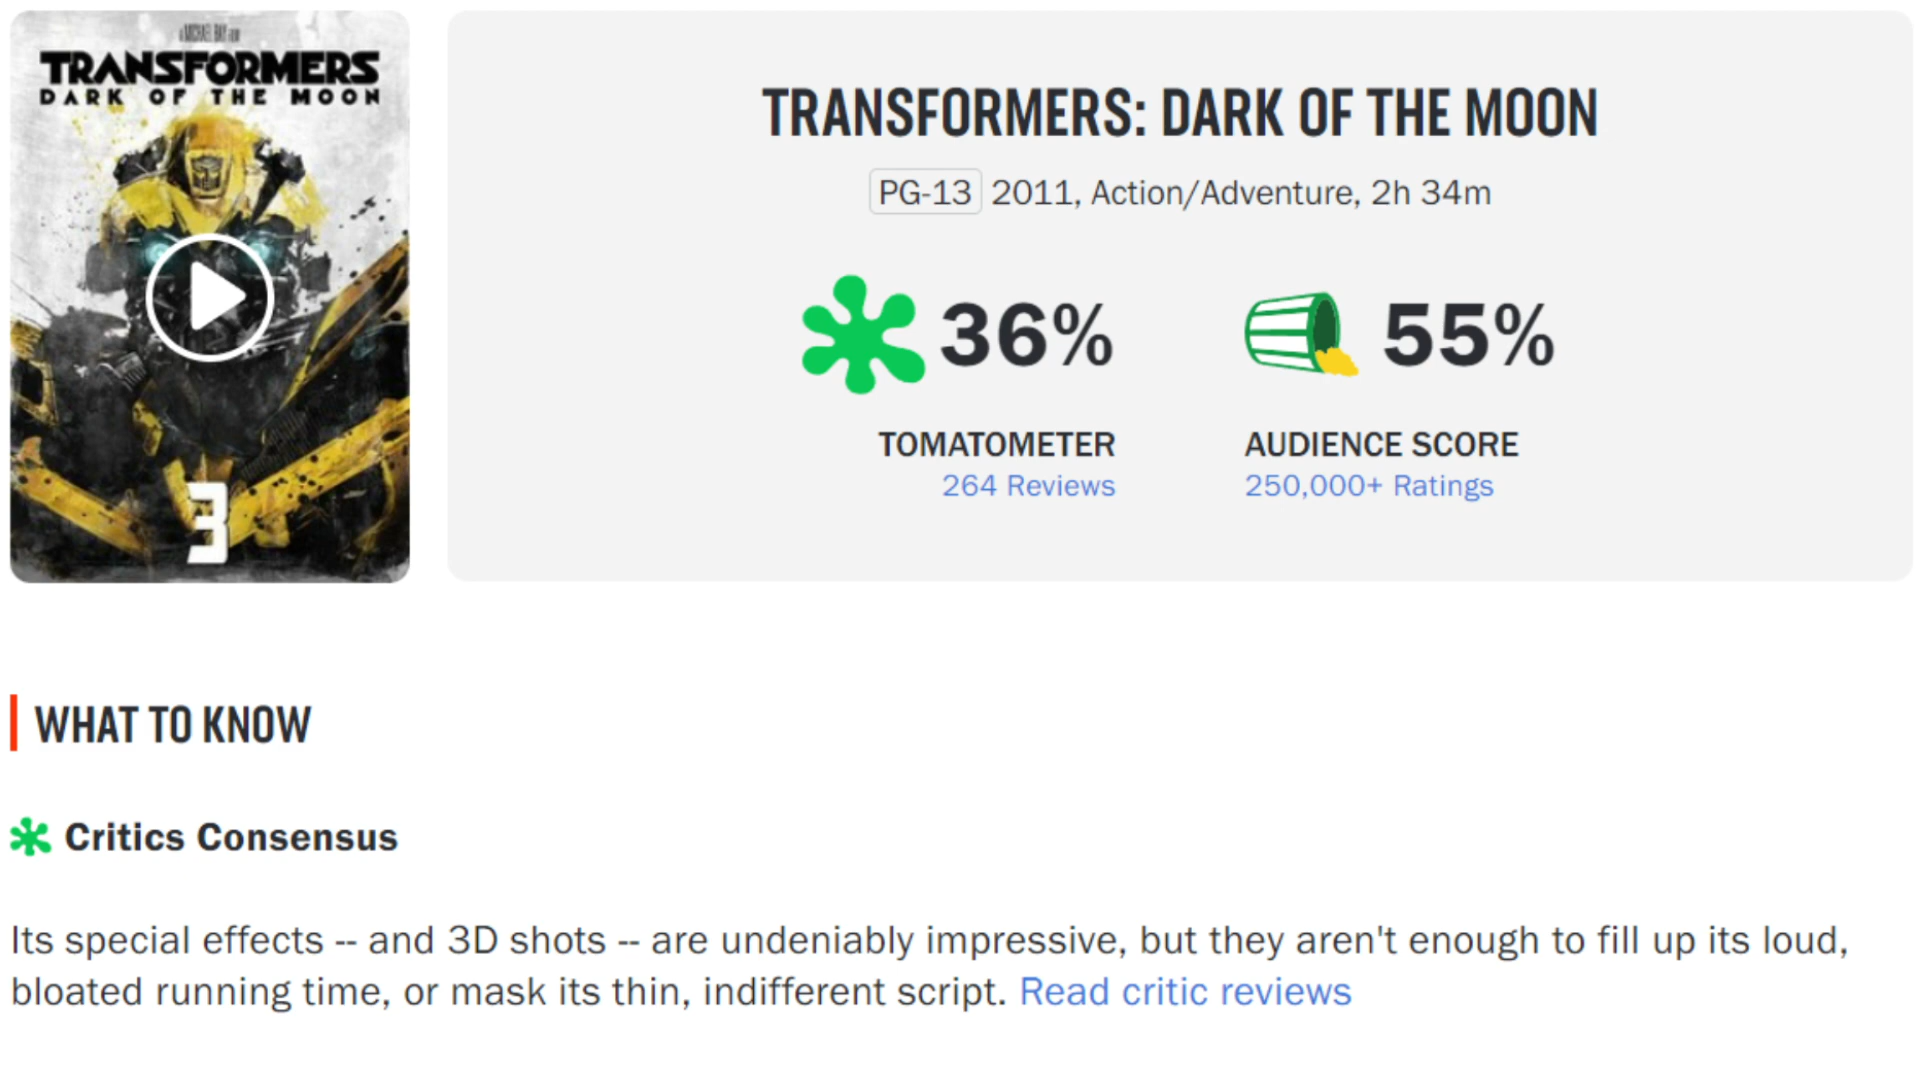 A MICHAEL BAY FILM
TRANSFORMERS
DARK OF THE MOON
3
TRANSFORMERS: DARK OF THE MOON
PG-13 2011, Action/Adventure, 2h 34m
36%
55%
TOMATOMETER
AUDIENCE SCORE
264 Reviews
250,000+ Ratings
WHAT TO KNOW
Critics Consensus
Its special effects -- and 3D shots -- are undeniably impressive, but they aren't enough to fill up its loud,
bloated running time, or mask its thin, indifferent script. Read critic reviews